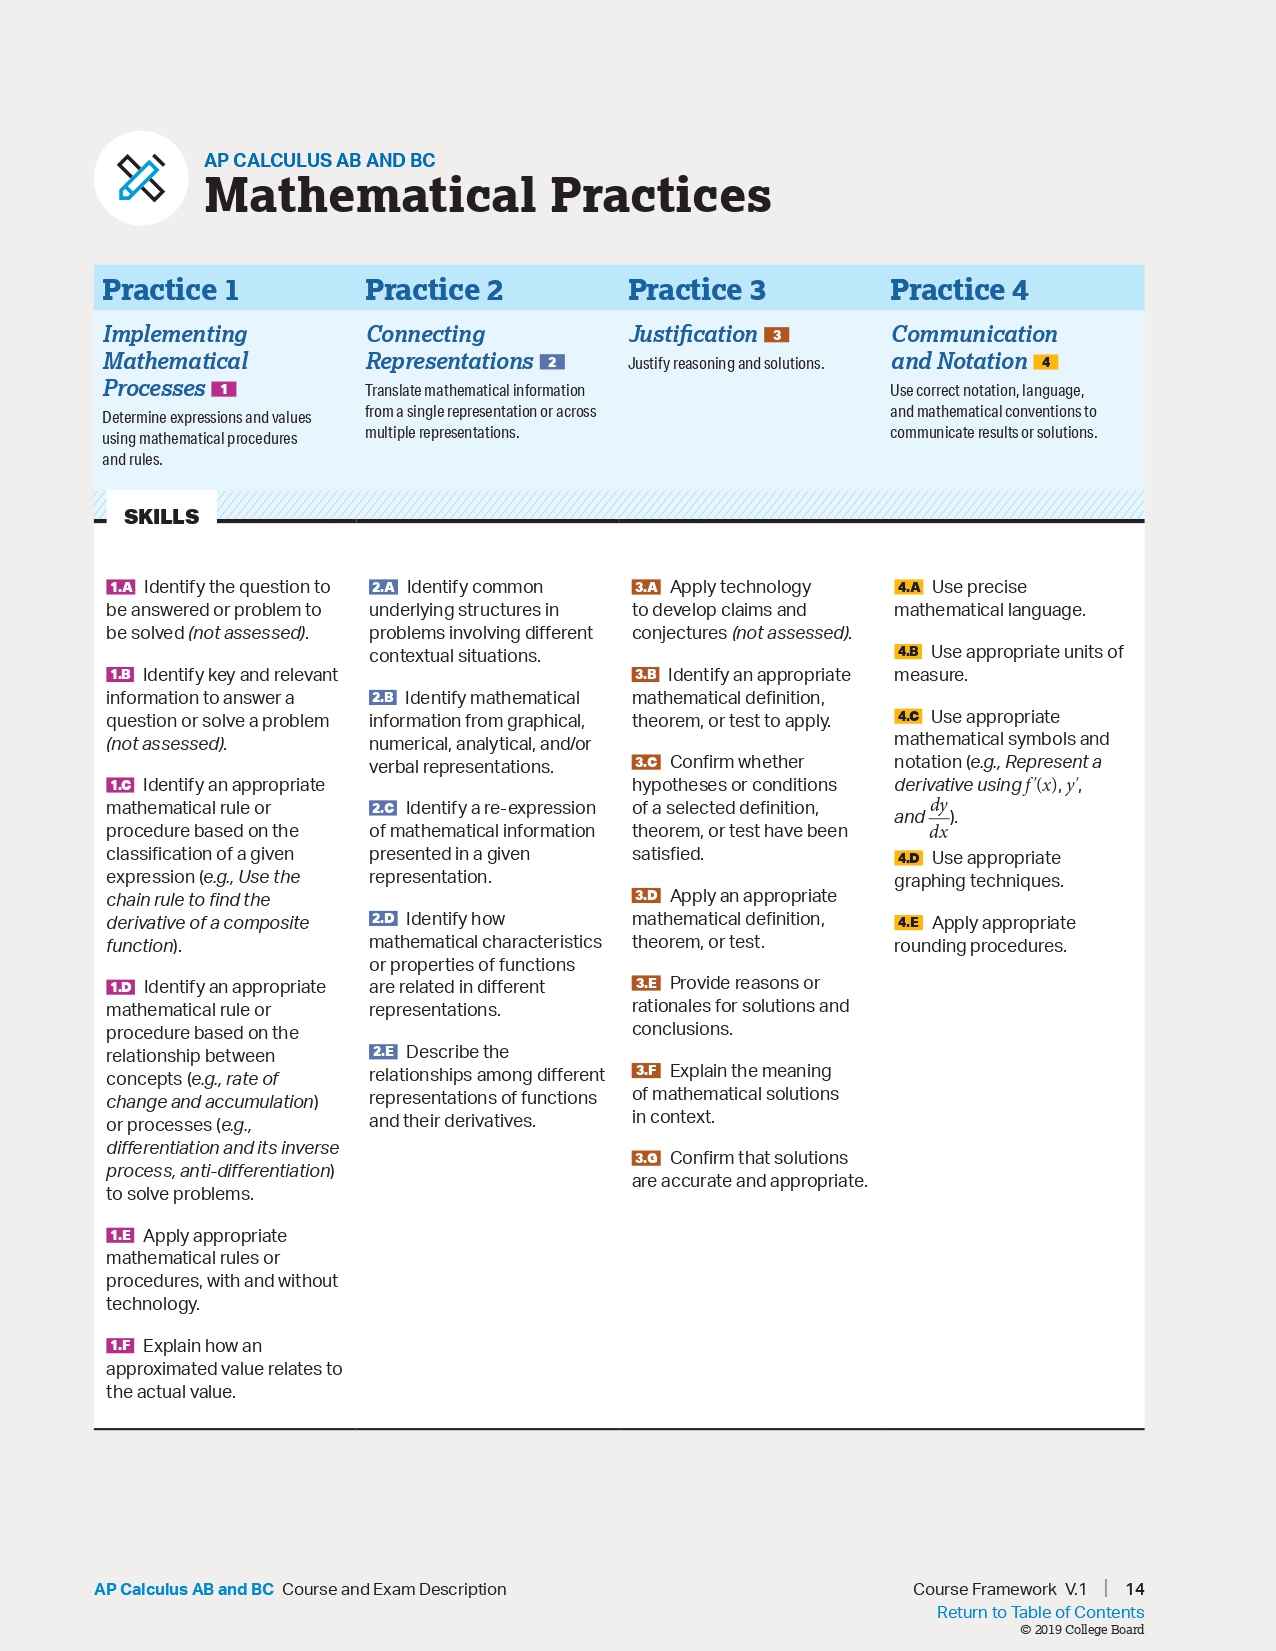 AP CALCULUS AB AND BC
Mathematical Practices
Practice 1
Implementing
Mathematical
Processes 1
Determine expressions and values
using mathematical procedures
and rules.
Practice 2
Connecting
Representations 2
Translate mathematical information
from a single representation or across
multiple representations.
Practice 3
Justification 3
Justify reasoning and solutions.
Practice 4
Communication
and Notation 4
Use correct notation, language,
and mathematical conventions to
communicate results or solutions.
SKILLS
1.A Identify the question to
be answered or problem to
be solved (not assessed).
1.B Identify key and relevant
information to answer a
question or solve a problem
(not assessed).
1.C Identify an appropriate
mathematical rule or
procedure based on the
classification of a given
expression (e.g., Use the
chain rule to find the
derivative of a composite
function).
1.D Identify an appropriate
mathematical rule or
procedure based on the
relationship between
concepts (e.g., rate of
change and accumulation)
or processes (e.g.,
differentiation and its inverse
process, anti-differentiation)
to solve problems.
1.E Apply appropriate
mathematical rules or
procedures, with and without
technology.
1.F Explain how an
approximated value relates to
the actual value.
2.A Identify common
underlying structures in
problems involving different
contextual situations.
2.B Identify mathematical
information from graphical,
numerical, analytical, and/or
verbal representations.
2.C Identify a re-expression
of mathematical information
presented in a given
representation.
2.D Identify how
mathematical characteristics
or properties of functions
are related in different
representations.
2.E Describe the
relationships among different
representations of functions
and their derivatives.
3.A Apply technology
to develop claims and
conjectures (not assessed).
3.B Identify an appropriate
mathematical definition,
theorem, or test to apply.
3.C Confirm whether
hypotheses or conditions
of a selected definition,
theorem, or test have been
satisfied.
3.D Apply an appropriate
mathematical definition,
theorem, or test.
3.E Provide reasons or
rationales for solutions and
conclusions.
3.F Explain the meaning
of mathematical solutions
in context.
3.G Confirm that solutions
are accurate and appropriate.
4.A Use precise
mathematical language.
4.B Use appropriate units of
measure.
4.C Use appropriate
mathematical symbols and
notation (e.g., Represent a
derivative using f′(x), y′,
and dy/dx).
4.D Use appropriate
graphing techniques.
4.E Apply appropriate
rounding procedures.
AP Calculus AB and BC Course and Exam Description
Course Framework V.1 | 14
Return to Table of Contents
© 2019 College Board